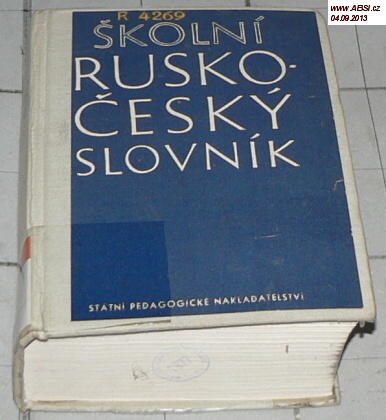 www.ABSI.cz
04.09.2013
R 4269
ŠKOLNÍ
RUSKO-
ČESKÝ
SLOVNÍK
STÁTNÍ PEDAGOGICKÉ NAKLADATELSTVÍ